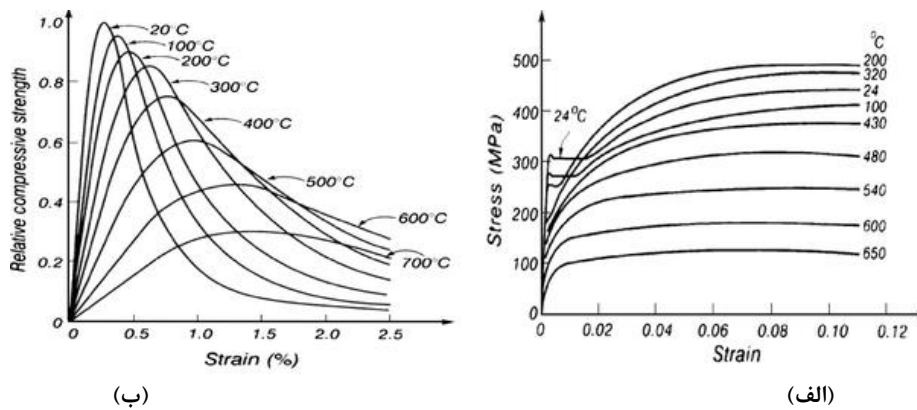 1.0
0.8
0.6
0.4
0.2
0
Relative compressive strength
20°C
100°C
200°C
300°C
400°C
500°C
600°C
700°C
0 0.5 1.0 1.5 2.0 2.5
Strain (%)
(ب)
500
400
300
200
100
0
Stress (MPa)
24°C
°C
200
320
24
100
430
480
540
600
650
0 0.02 0.04 0.06 0.08 0.10 0.12
Strain
(الف)